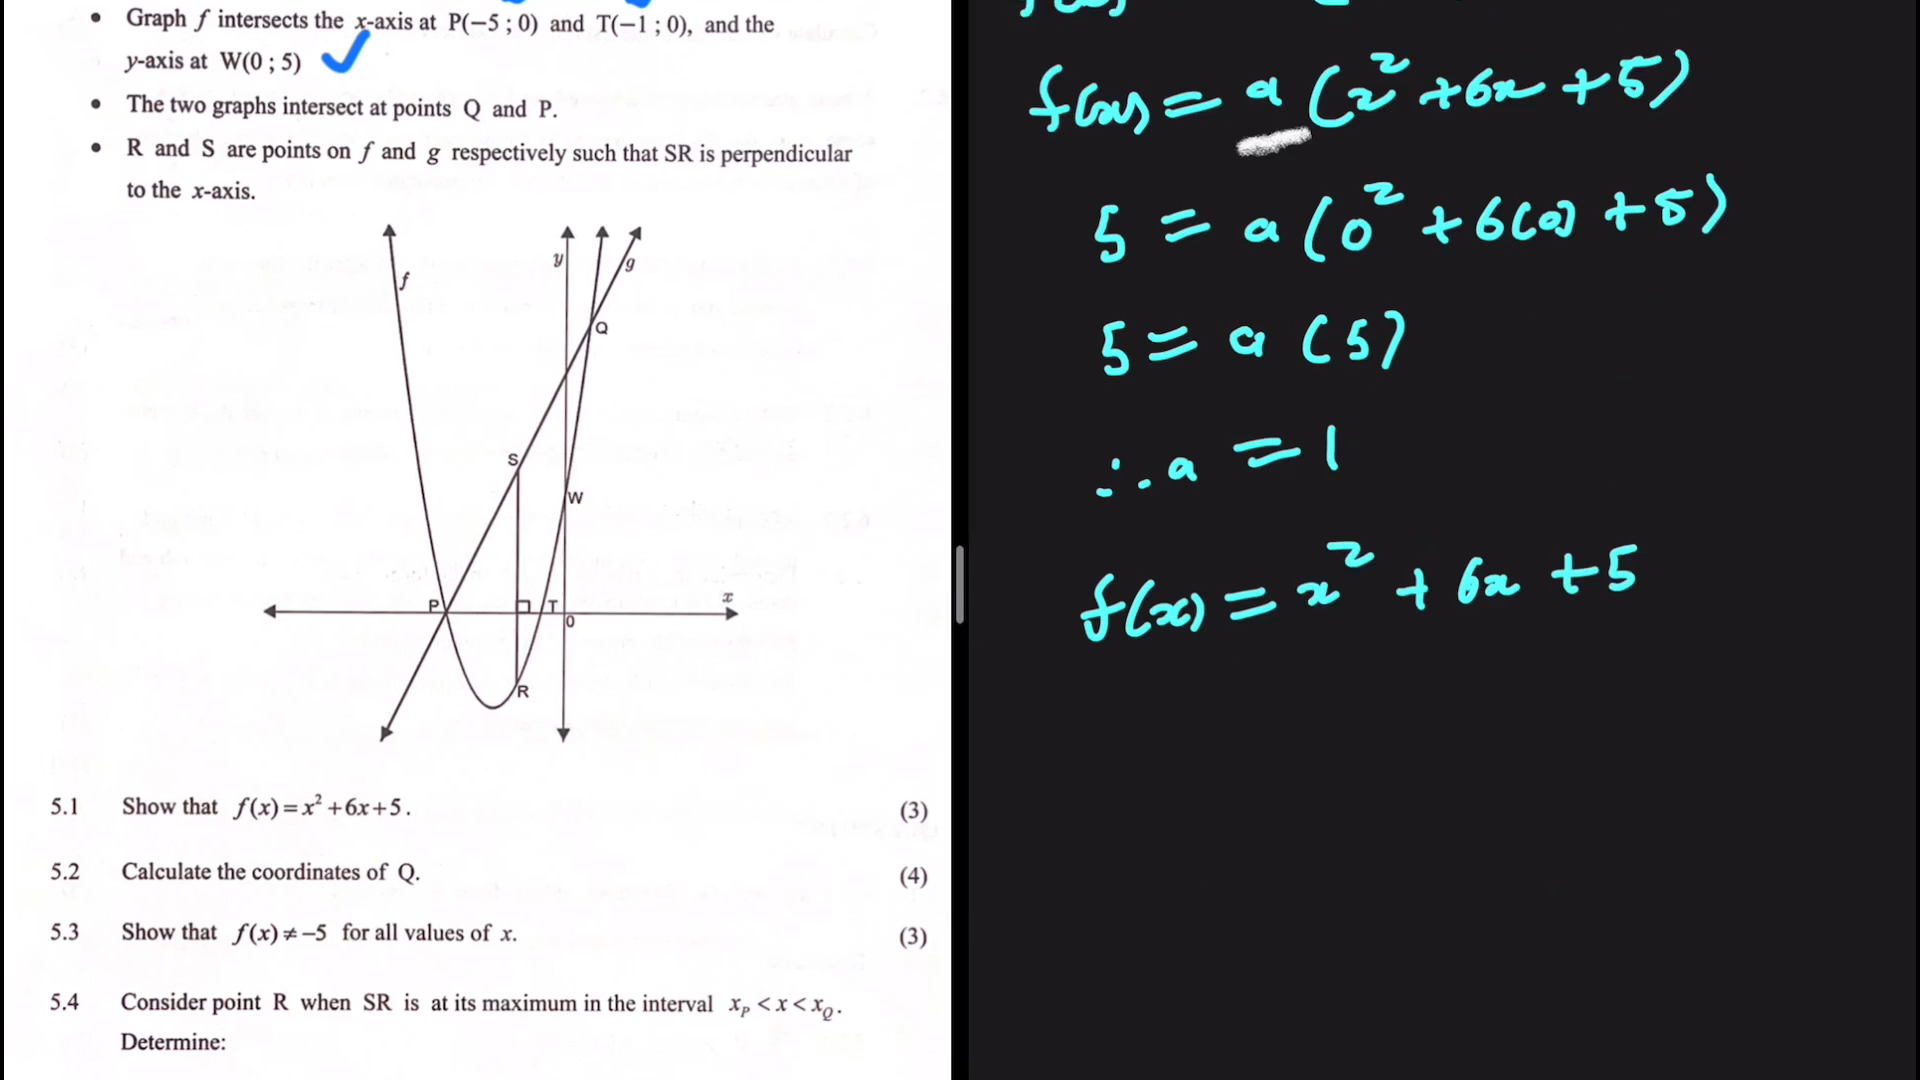 • Graph f intersects the x-axis at P(−5 ; 0) and T(−1 ; 0), and the
y-axis at W(0 ; 5)
• The two graphs intersect at points Q and P.
• R and S are points on f and g respectively such that SR is perpendicular
to the x-axis.
f
y
g
Q
S
W
P
T
x
0
R
5.1 Show that f(x) = x² + 6x + 5. (3)
5.2 Calculate the coordinates of Q. (4)
5.3 Show that f(x) ≠ −5 for all values of x. (3)
5.4 Consider point R when SR is at its maximum in the interval x_P < x < x_Q.
Determine:
f(x) = a (x² + 6x + 5)
5 = a (0² + 6(0) + 5)
5 = a (5)
∴ a = 1
f(x) = x² + 6x + 5